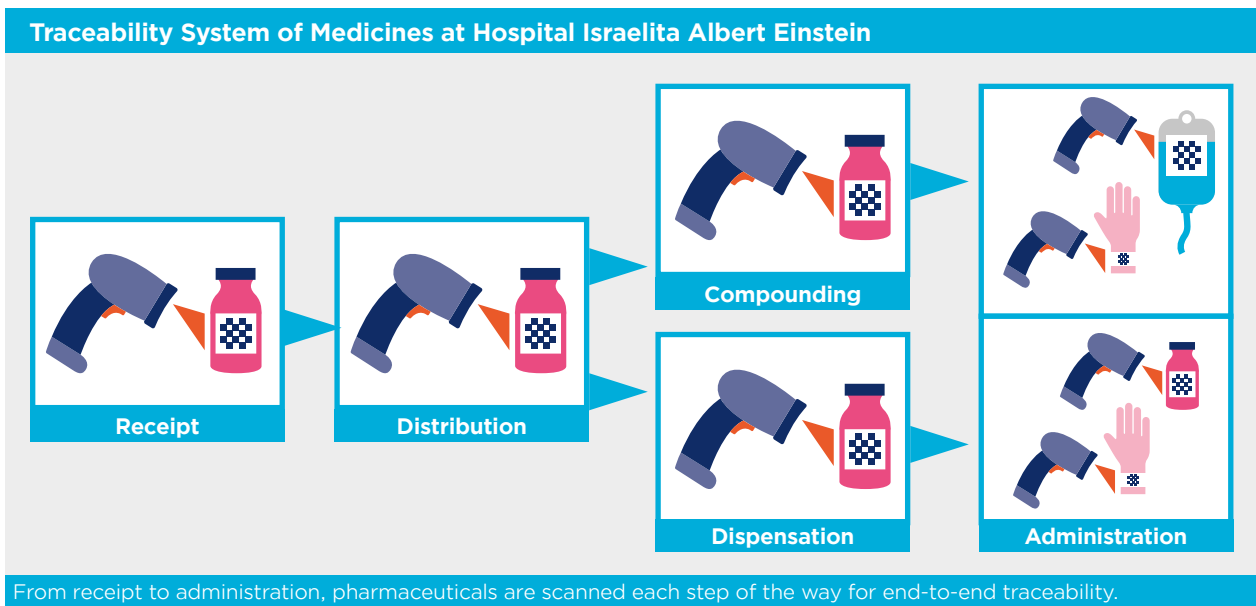 Traceability System of Medicines at Hospital Israelita Albert Einstein
Receipt
Distribution
Compounding
Dispensation
Administration
From receipt to administration, pharmaceuticals are scanned each step of the way for end-to-end traceability.